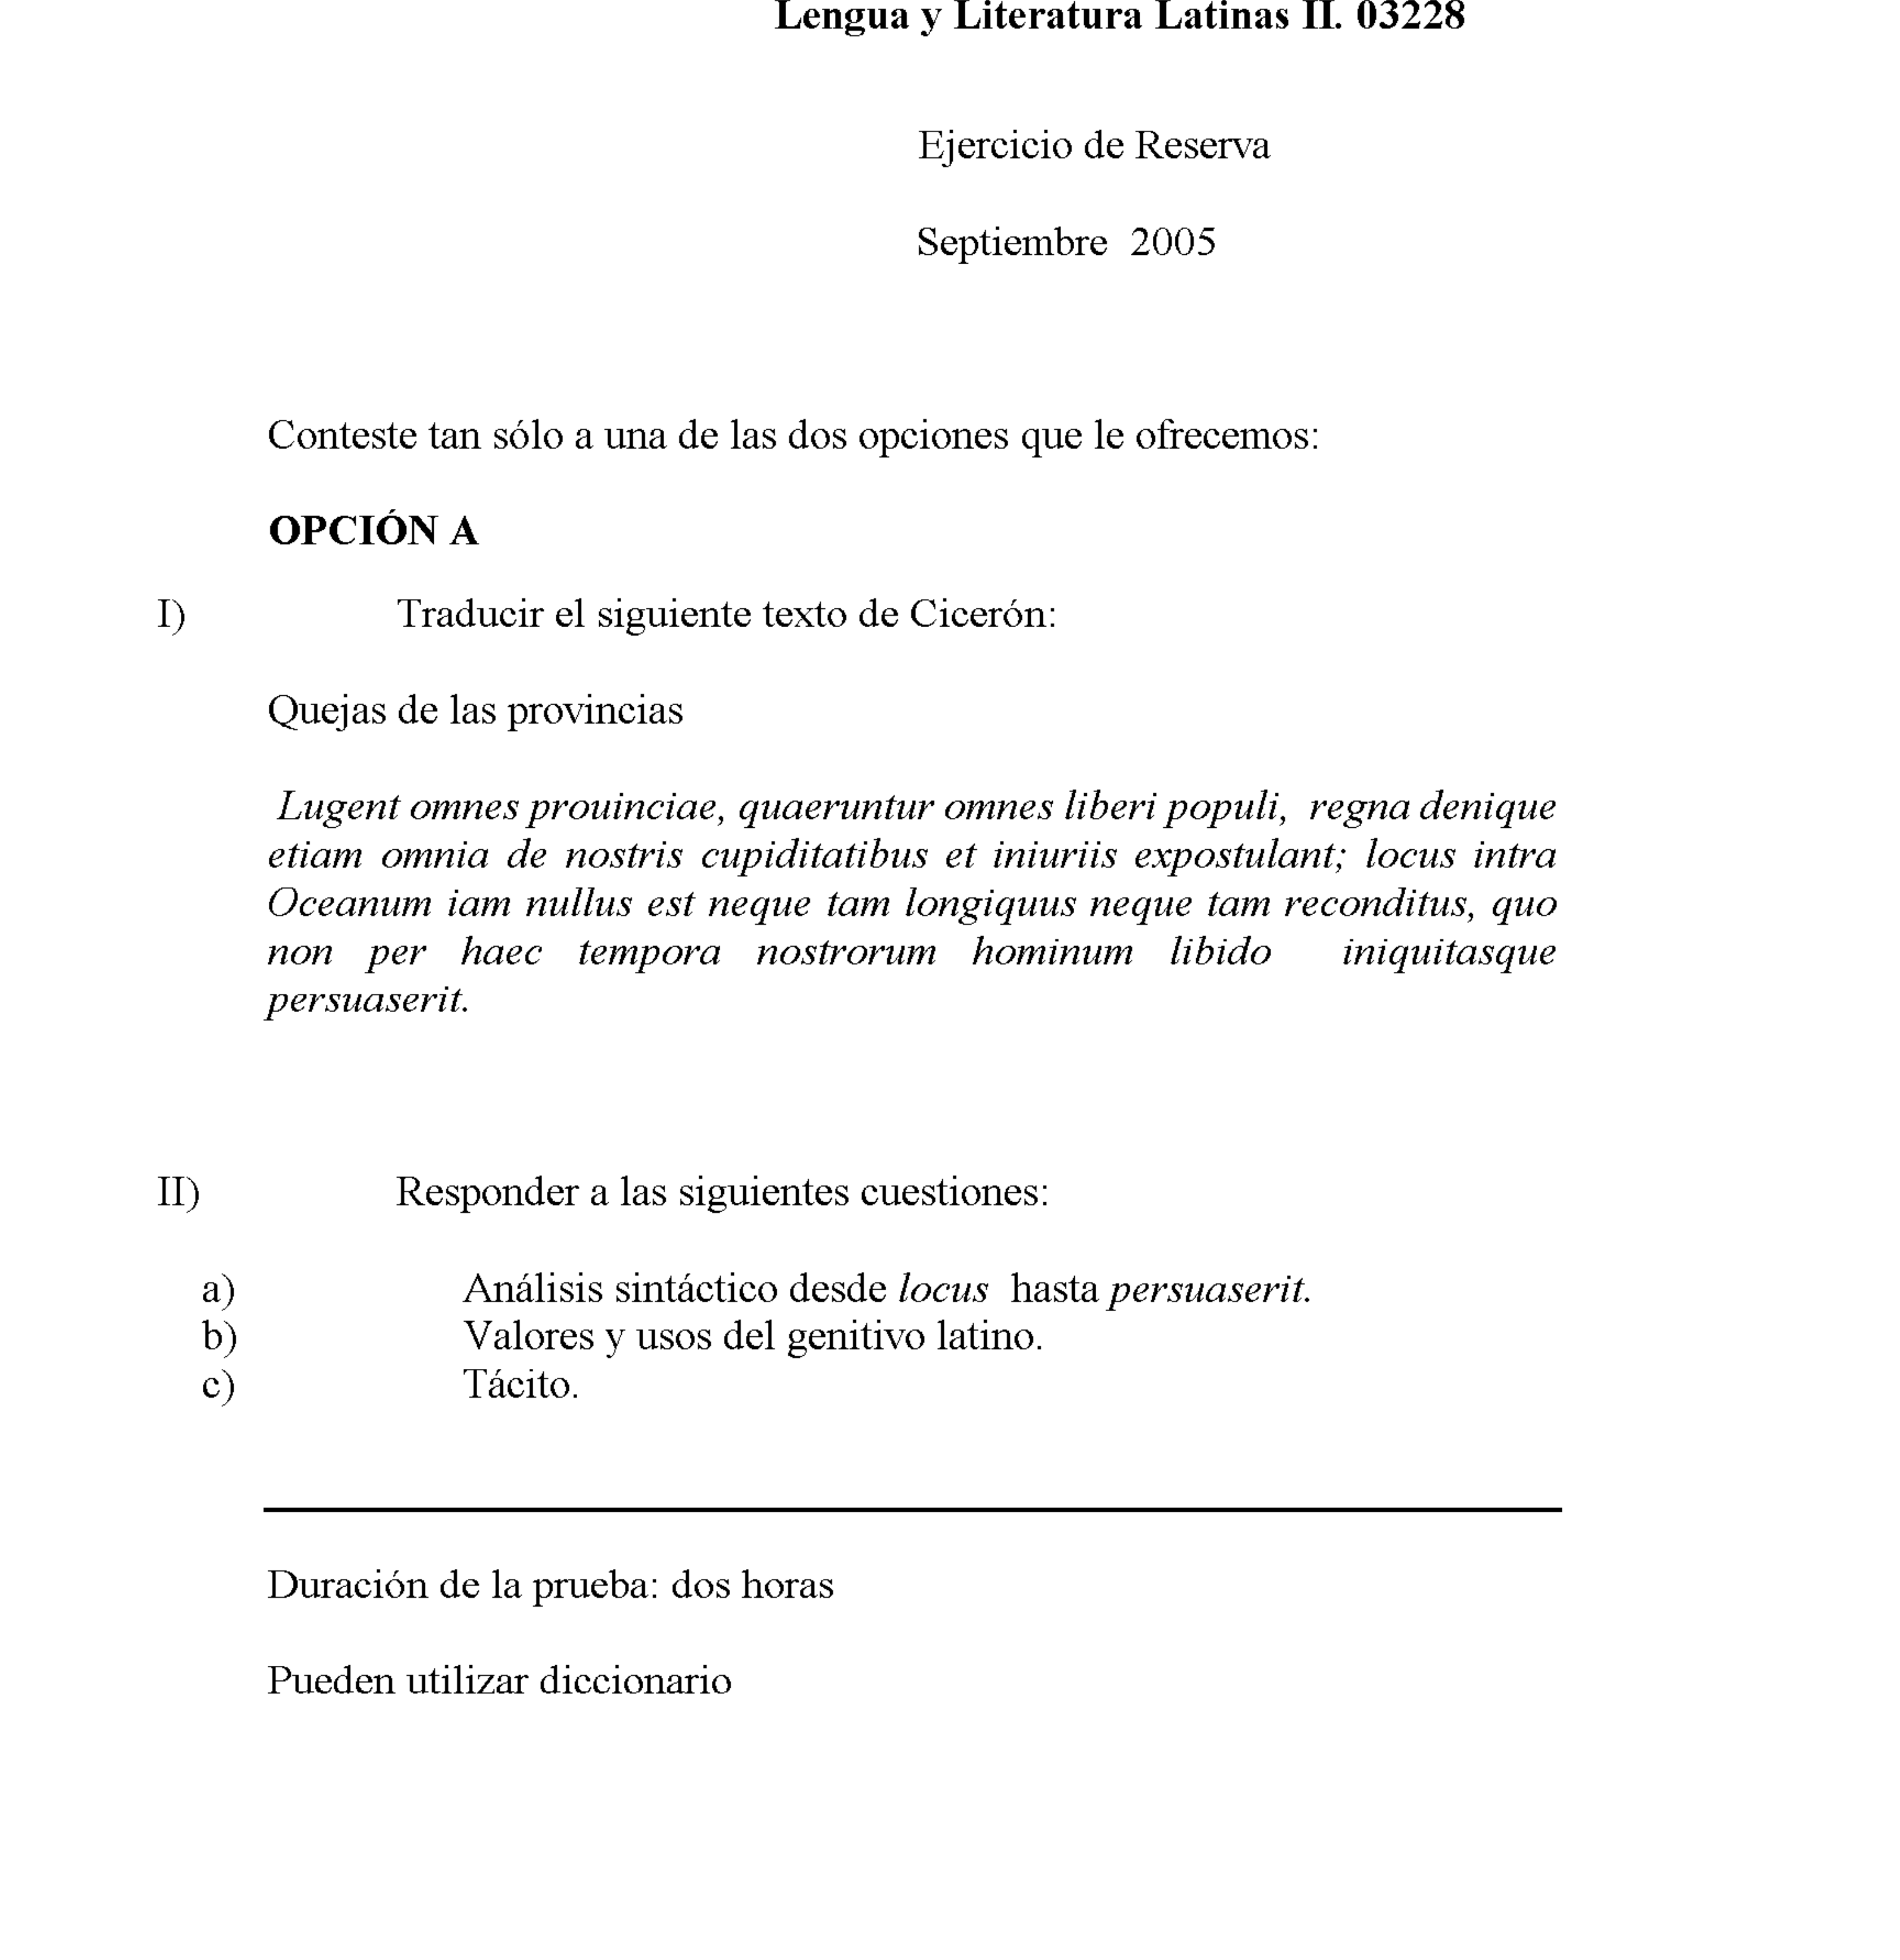 Lengua y Literatura Latinas II. 03228
Ejercicio de Reserva
Septiembre 2005
Conteste tan sólo a una de las dos opciones que le ofrecemos:
OPCIÓN A
I) Traducir el siguiente texto de Cicerón:
Quejas de las provincias
Lugent omnes prouinciae, quaeruntur omnes liberi populi, regna denique
etiam omnia de nostris cupiditatibus et iniuriis expostulant; locus intra
Oceanum iam nullus est neque tam longiquus neque tam reconditus, quo
non per haec tempora nostrorum hominum libido iniquitasque
persuaserit.
II) Responder a las siguientes cuestiones:
a) Análisis sintáctico desde locus hasta persuaserit.
b) Valores y usos del genitivo latino.
c) Tácito.
Duración de la prueba: dos horas
Pueden utilizar diccionario